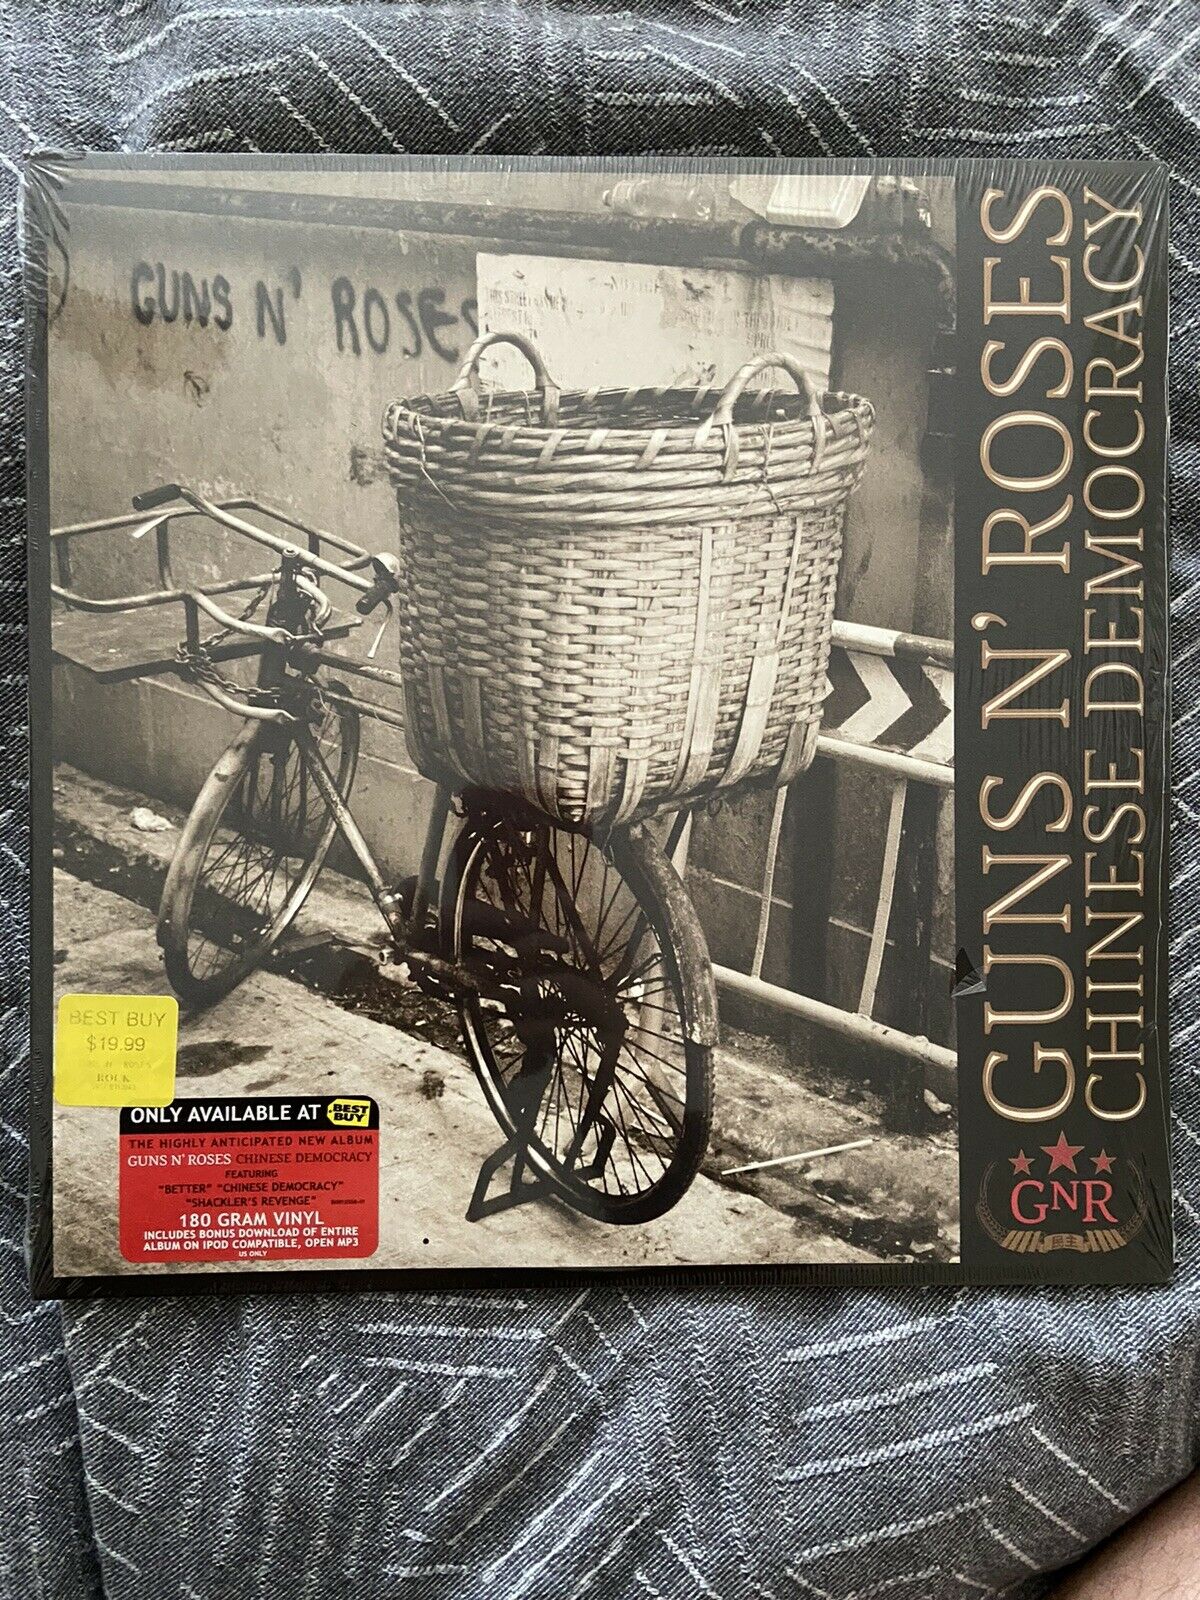 GUNS N' ROSES
GUNS N' ROSES
CHINESE DEMOCRACY
GNR
民主
BEST BUY
$19.99
ROCK
ONLY AVAILABLE AT BEST BUY
THE HIGHLY ANTICIPATED NEW ALBUM
GUNS N' ROSES CHINESE DEMOCRACY
FEATURING
"BETTER" "CHINESE DEMOCRACY"
"SHACKLER'S REVENGE"
180 GRAM VINYL
INCLUDES BONUS DOWNLOAD OF ENTIRE
ALBUM ON IPOD COMPATIBLE, OPEN MP3
US ONLY